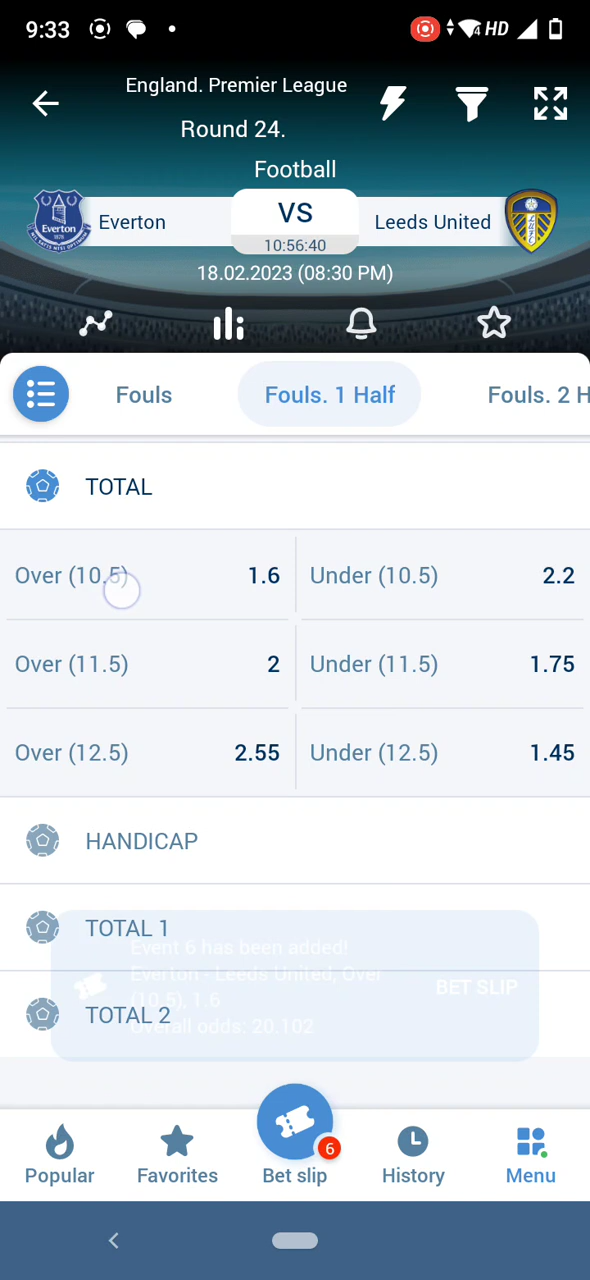 9:33
4 HD
England. Premier League
Round 24.
Football
Everton
Everton
1878
VS
10:56:40
Leeds United
18.02.2023 (08:30 PM)
Fouls
Fouls. 1 Half
Fouls. 2 H
TOTAL
Over (10.5) 1.6 Under (10.5) 2.2
Over (11.5) 2 Under (11.5) 1.75
Over (12.5) 2.55 Under (12.5) 1.45
HANDICAP
TOTAL 1
Event 6 has been added!
Everton - Leeds United, Over
(10.5), 1.6
BET SLIP
TOTAL 2
Overall odds: 20.102
6
Popular Favorites Bet slip History Menu